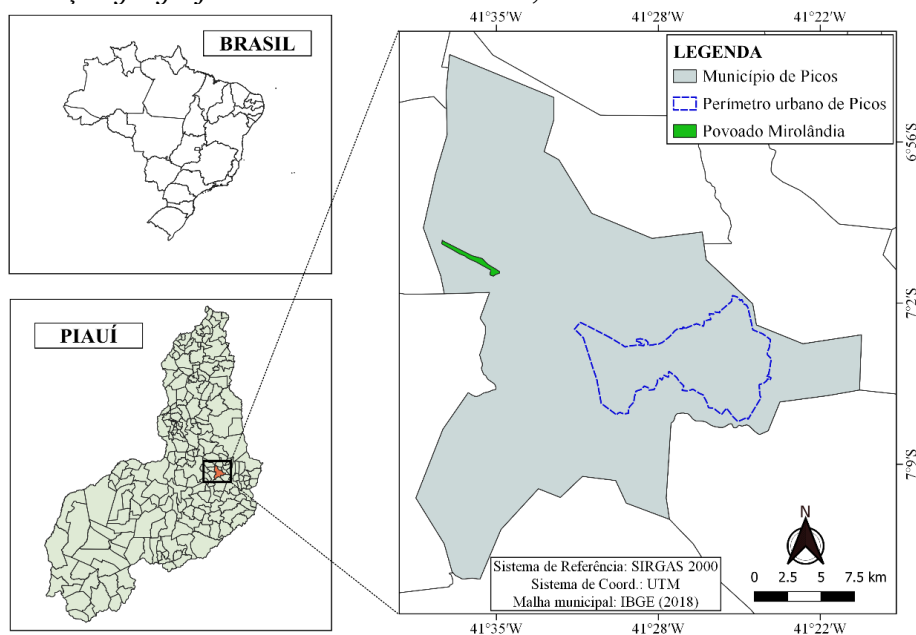 BRASIL
PIAUÍ
41°35'W 41°28'W 41°22'W
LEGENDA
Município de Picos
Perímetro urbano de Picos
Povoado Mirolândia
6°56'S
7°2'S
7°9'S
N
0 2.5 5 7.5 km
Sistema de Referência: SIRGAS 2000
Sistema de Coord.: UTM
Malha municipal: IBGE (2018)
41°35'W 41°28'W 41°22'W